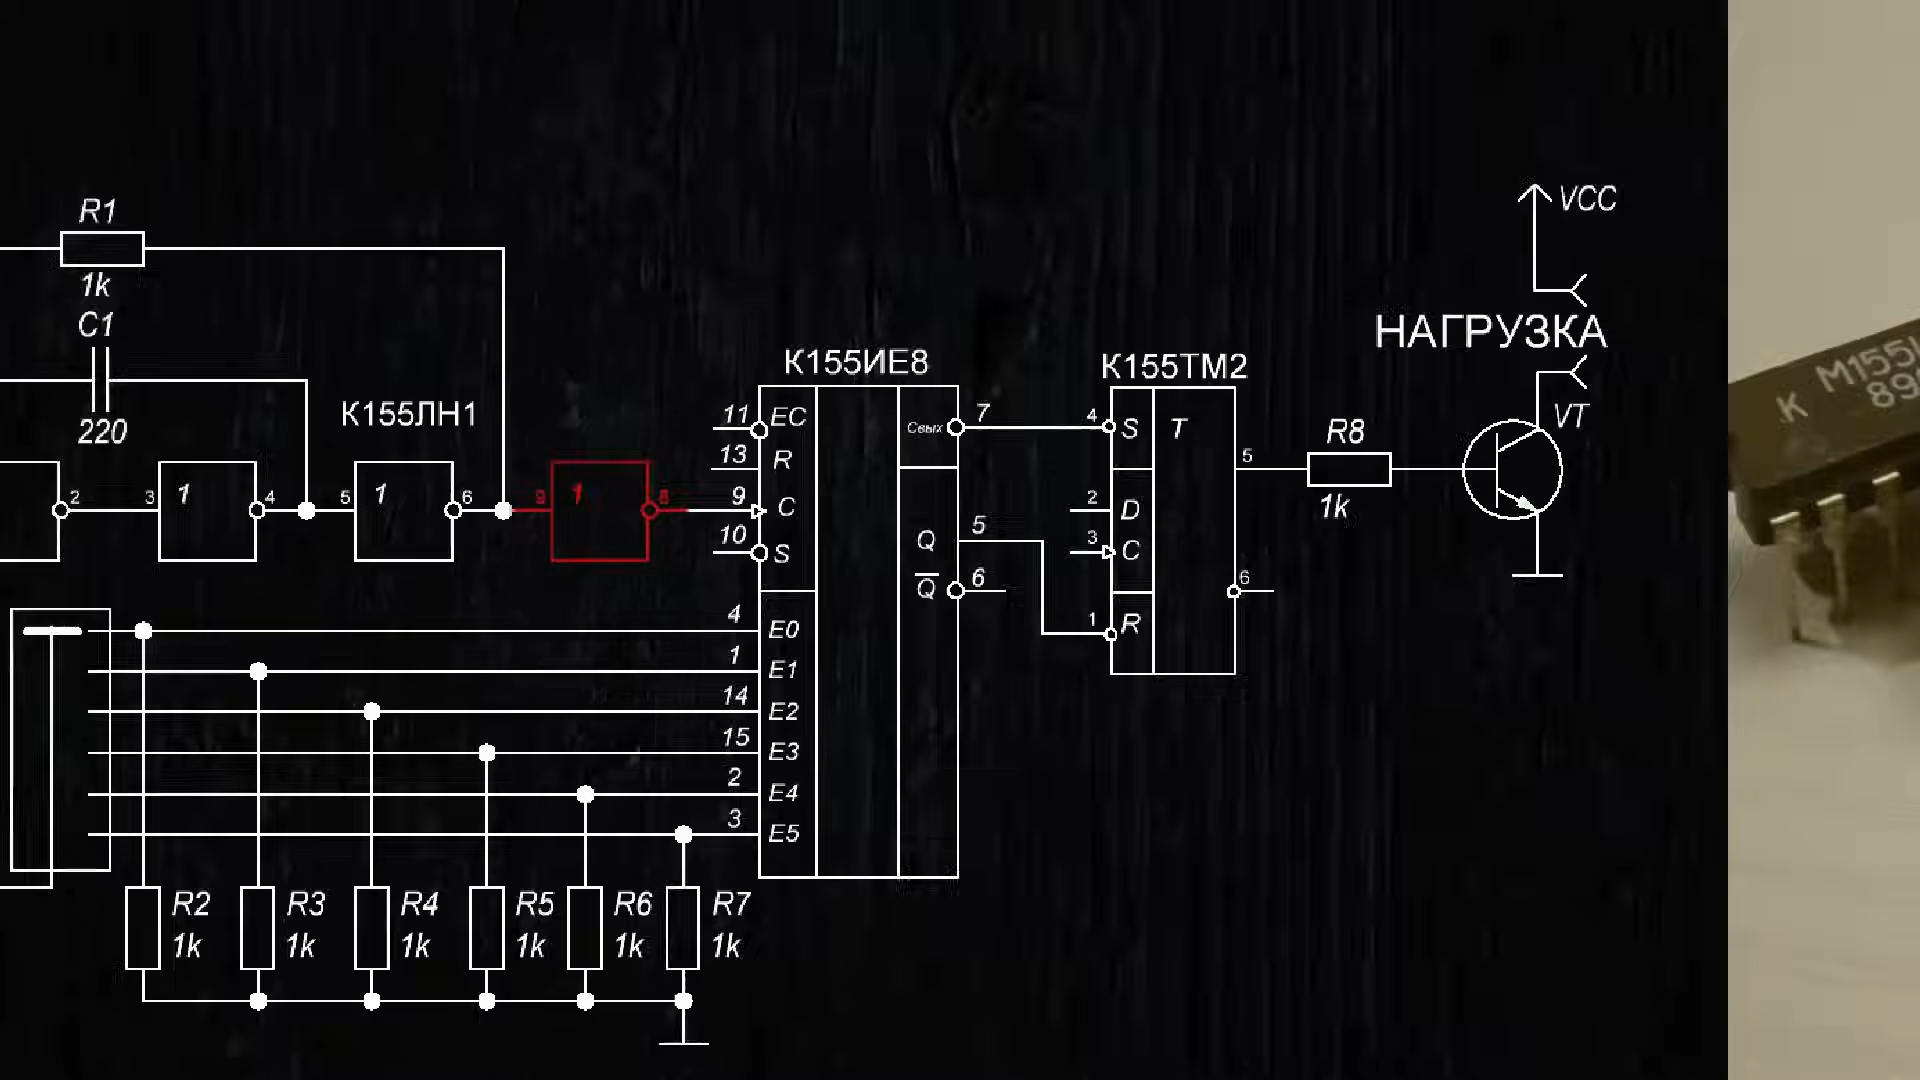 R1
1k
C1
220
К155ЛН1
2
3
1
4
5
1
6
9
1
8
К155ИЕ8
11
EC
13
R
9
C
10
S
4
E0
1
E1
14
E2
15
E3
2
E4
3
E5
Cвых
7
Q
5
Q̅
6
К155ТМ2
4
S
T
2
D
3
C
1
R
5
6
R8
1k
VCC
НАГРУЗКА
VT
R2
1k
R3
1k
R4
1k
R5
1k
R6
1k
R7
1k
К